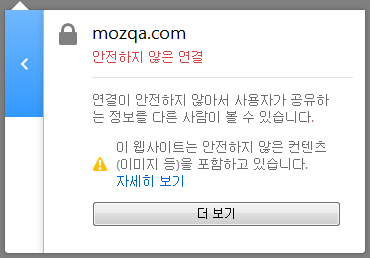 mozqa.com
안전하지 않은 연결
연결이 안전하지 않아서 사용자가 공유하
는 정보를 다른 사람이 볼 수 있습니다.
이 웹사이트는 안전하지 않은 컨텐츠
(이미지 등)을 포함하고 있습니다.
자세히 보기
더 보기